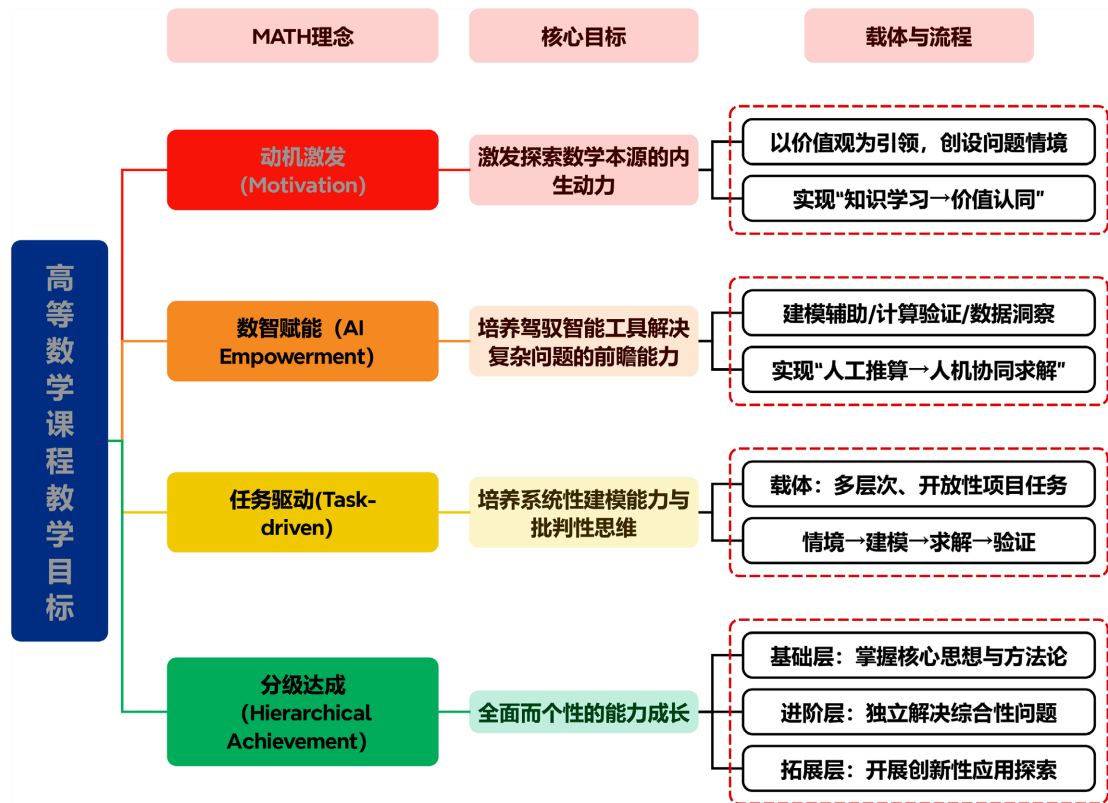 MATH理念
核心目标
载体与流程
高等数学课程教学目标
动机激发
(Motivation)
激发探索数学本源的内
生动力
以价值观为引领，创设问题情境
实现“知识学习→价值认同”
数智赋能（AI
Empowerment）
培养驾驭智能工具解决
复杂问题的前瞻能力
建模辅助/计算验证/数据洞察
实现“人工推算→人机协同求解”
任务驱动(Task-
driven)
培养系统性建模能力与
批判性思维
载体：多层次、开放性项目任务
情境→建模→求解→验证
分级达成
（Hierarchical
Achievement）
全面而个性的能力成长
基础层：掌握核心思想与方法论
进阶层：独立解决综合性问题
拓展层：开展创新性应用探索